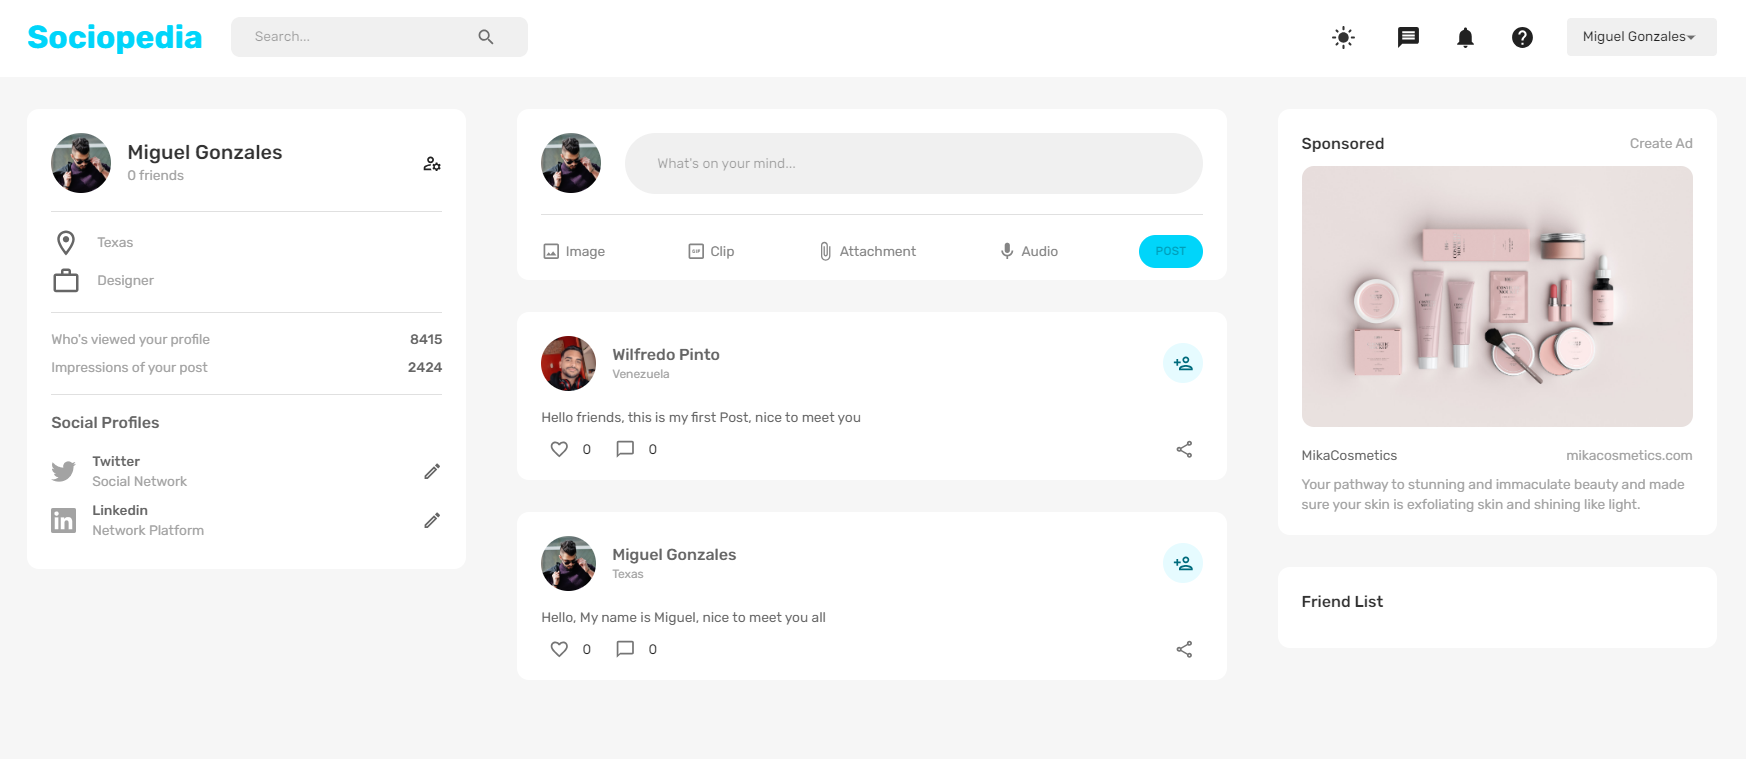 Sociopedia
Search...
Miguel Gonzales
Miguel Gonzales
0 friends
Texas
Designer
Who's viewed your profile 8415
Impressions of your post 2424
Social Profiles
Twitter
Social Network
Linkedin
Network Platform
What's on your mind...
Image
GIF
Clip
Attachment
Audio
POST
Wilfredo Pinto
Venezuela
Hello friends, this is my first Post, nice to meet you
0 0
Miguel Gonzales
Texas
Hello, My name is Miguel, nice to meet you all
0 0
Sponsored Create Ad
MikaCosmetics mikacosmetics.com
Your pathway to stunning and immaculate beauty and made
sure your skin is exfoliating skin and shining like light.
Friend List